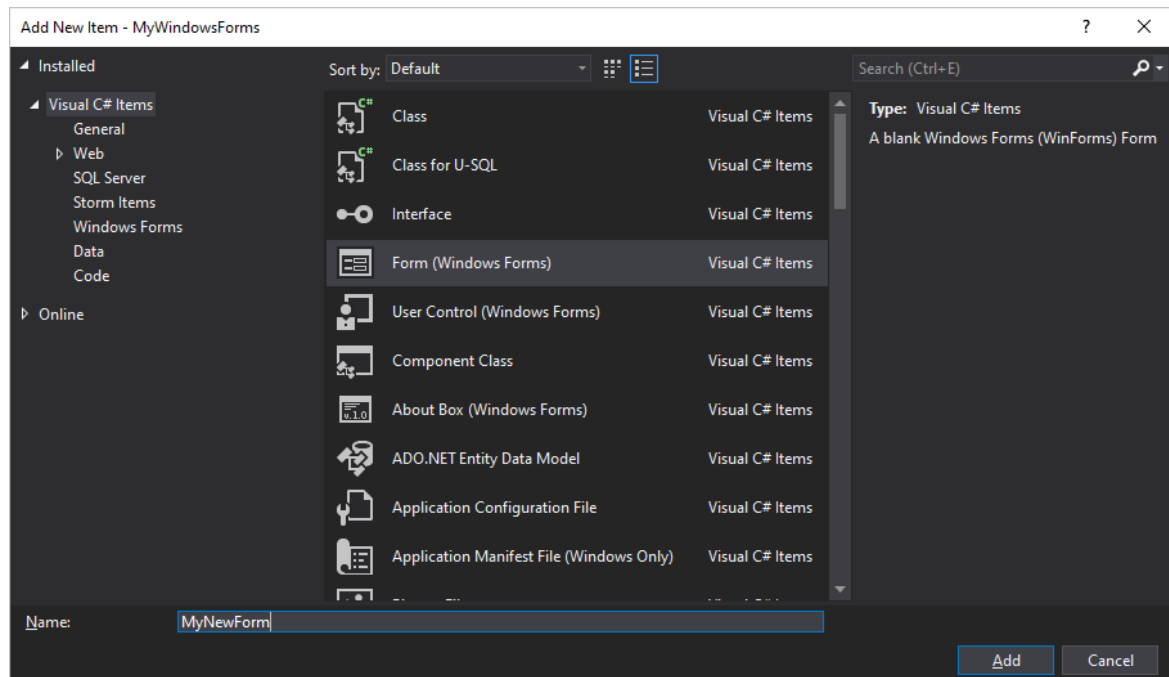 Add New Item - MyWindowsForms
?
Installed
Visual C# Items
General
Web
SQL Server
Storm Items
Windows Forms
Data
Code
Online
Sort by: Default
Search (Ctrl+E)
C# Class Visual C# Items
C# Class for U-SQL Visual C# Items
Interface Visual C# Items
Form (Windows Forms) Visual C# Items
User Control (Windows Forms) Visual C# Items
Component Class Visual C# Items
v.1.0 About Box (Windows Forms) Visual C# Items
ADO.NET Entity Data Model Visual C# Items
Application Configuration File Visual C# Items
Application Manifest File (Windows Only) Visual C# Items
Type: Visual C# Items
A blank Windows Forms (WinForms) Form
Name: MyNewForm
Add Cancel